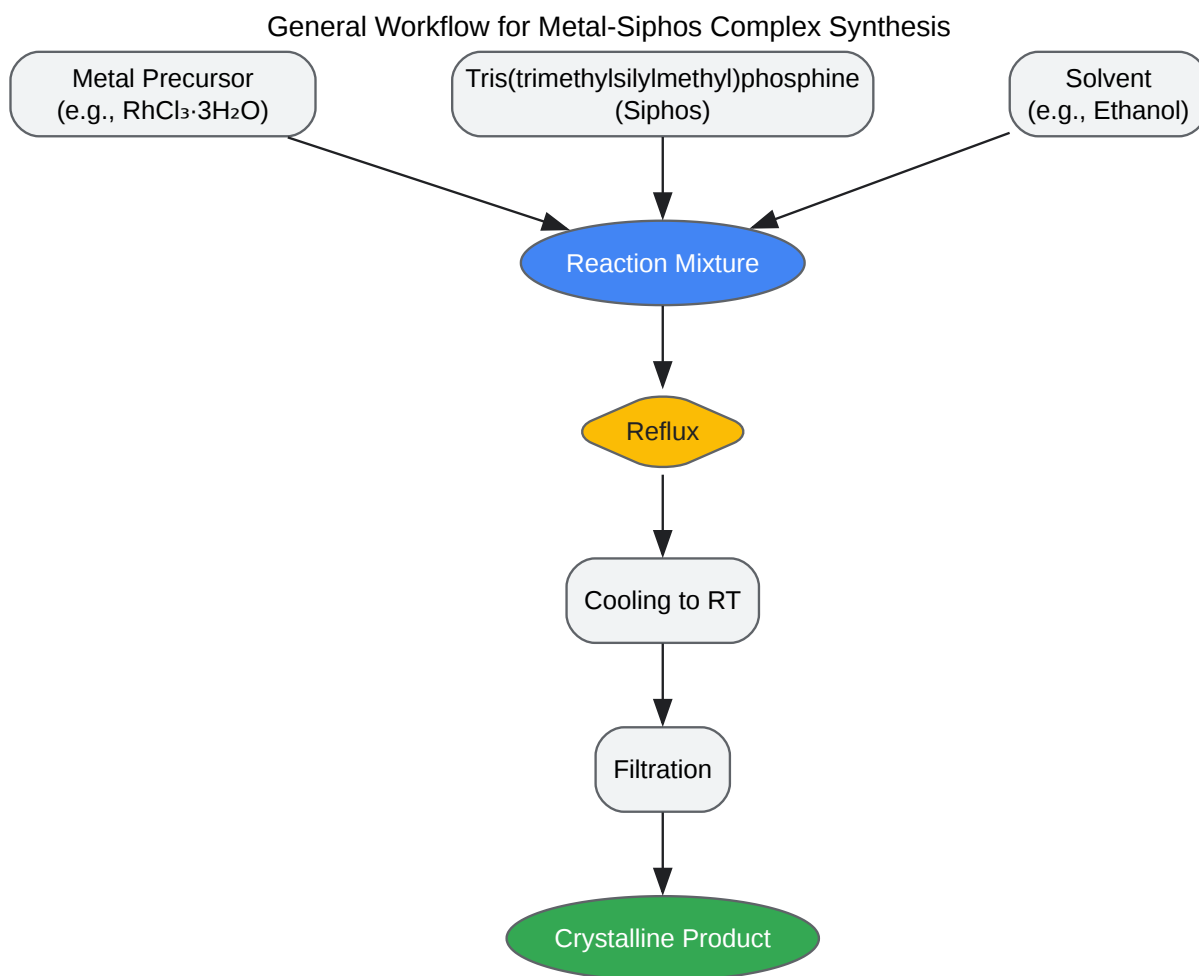 General Workflow for Metal-Siphos Complex Synthesis
Metal Precursor
(e.g., RhCl₃·3H₂O)
Tris(trimethylsilylmethyl)phosphine
(Siphos)
Solvent
(e.g., Ethanol)
Reaction Mixture
Reflux
Cooling to RT
Filtration
Crystalline Product